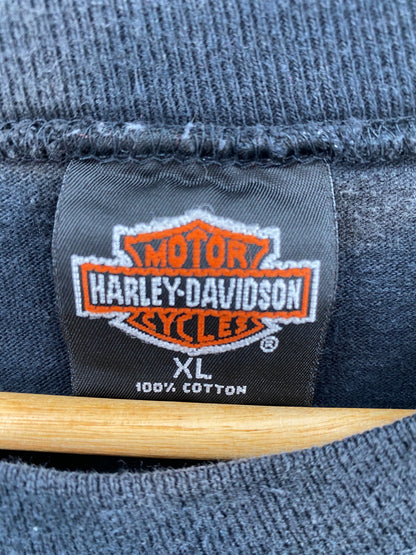 MOTOR
HARLEY-DAVIDSON
CYCLES
®
XL
100% COTTON